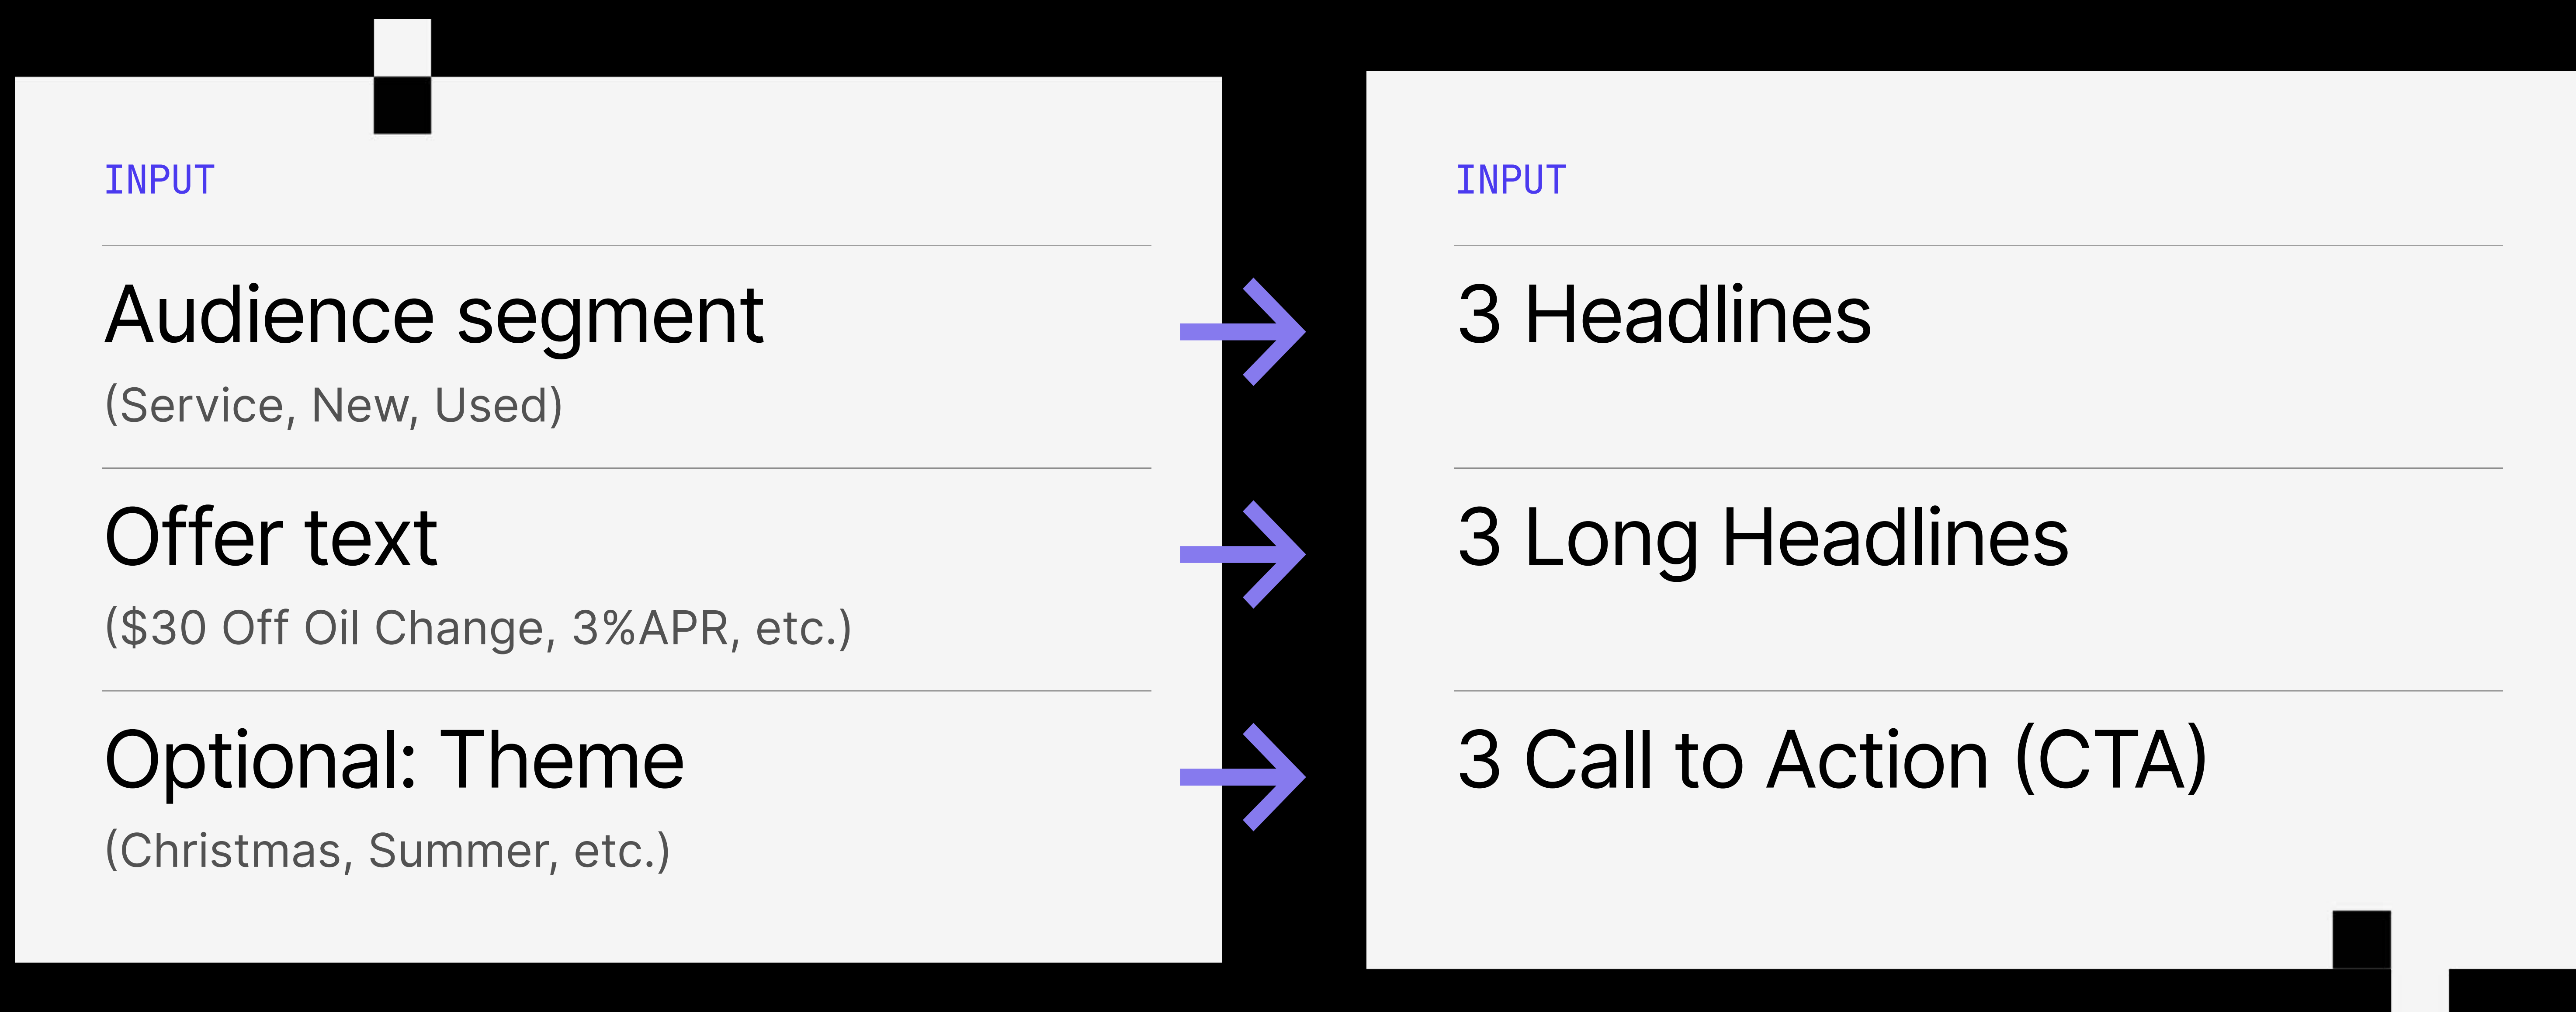 INPUT
Audience segment
(Service, New, Used)
Offer text
($30 Off Oil Change, 3%APR, etc.)
Optional: Theme
(Christmas, Summer, etc.)
INPUT
3 Headlines
3 Long Headlines
3 Call to Action (CTA)